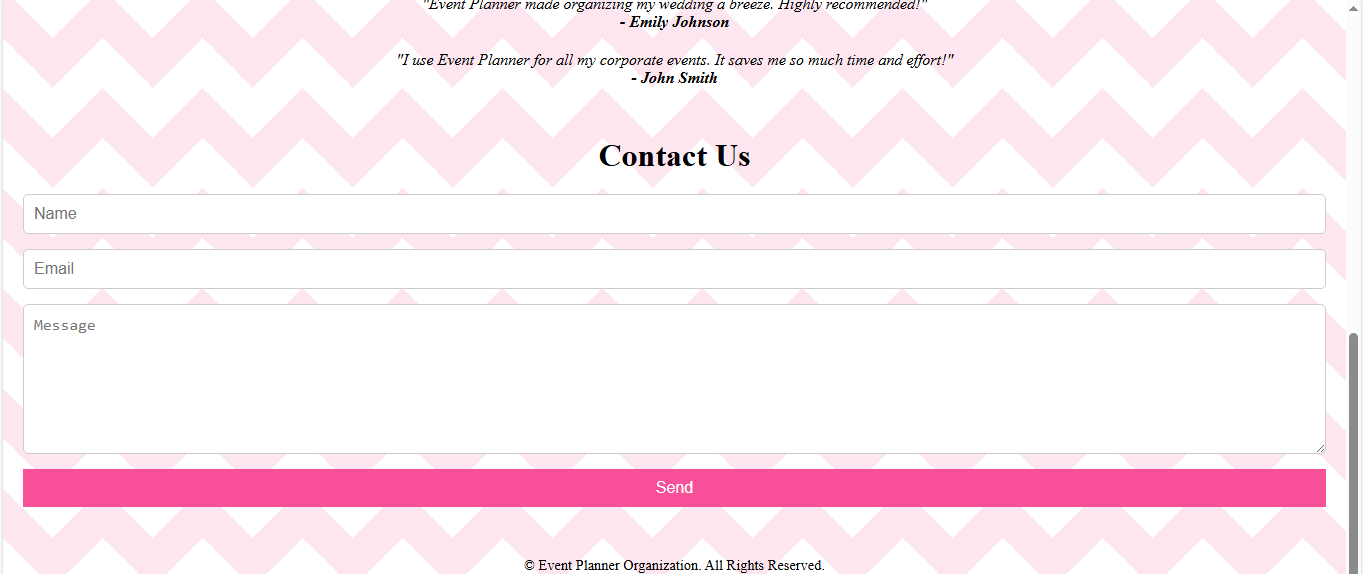 "Event Planner made organizing my wedding a breeze. Highly recommended!"
- Emily Johnson
"I use Event Planner for all my corporate events. It saves me so much time and effort!"
- John Smith
Contact Us
Name
Email
Message
Send
© Event Planner Organization. All Rights Reserved.